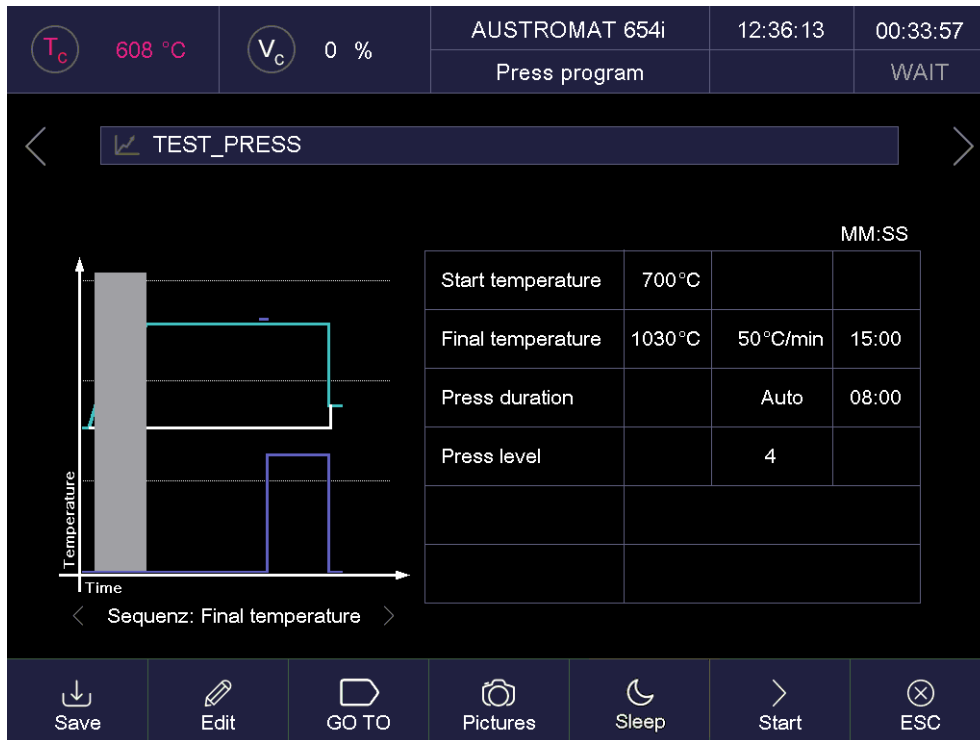 Tc 608 °C Vc 0 % AUSTROMAT 654i 12:36:13 00:33:57
Press program WAIT
TEST_PRESS
MM:SS
Start temperature 700°C
Final temperature 1030°C 50°C/min 15:00
Press duration Auto 08:00
Press level 4
Temperature
Time
< Sequenz: Final temperature >
Save Edit GO TO Pictures Sleep Start ESC